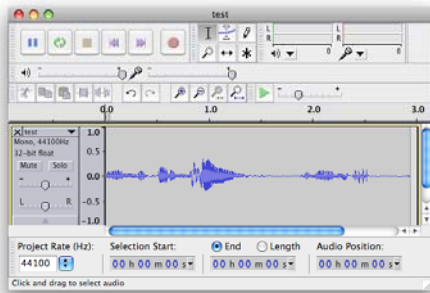 test
L
R
L
R
0
0
0.0 1.0 2.0 3.0
test
Mono, 44100Hz
32-bit float
Mute Solo
- +
L R
1.0
0.5
0.0
-0.5
-1.0
Project Rate (Hz): Selection Start: End Length Audio Position:
44100 00 h 00 m 00 s 00 h 00 m 00 s 00 h 00 m 00 s
Click and drag to select audio